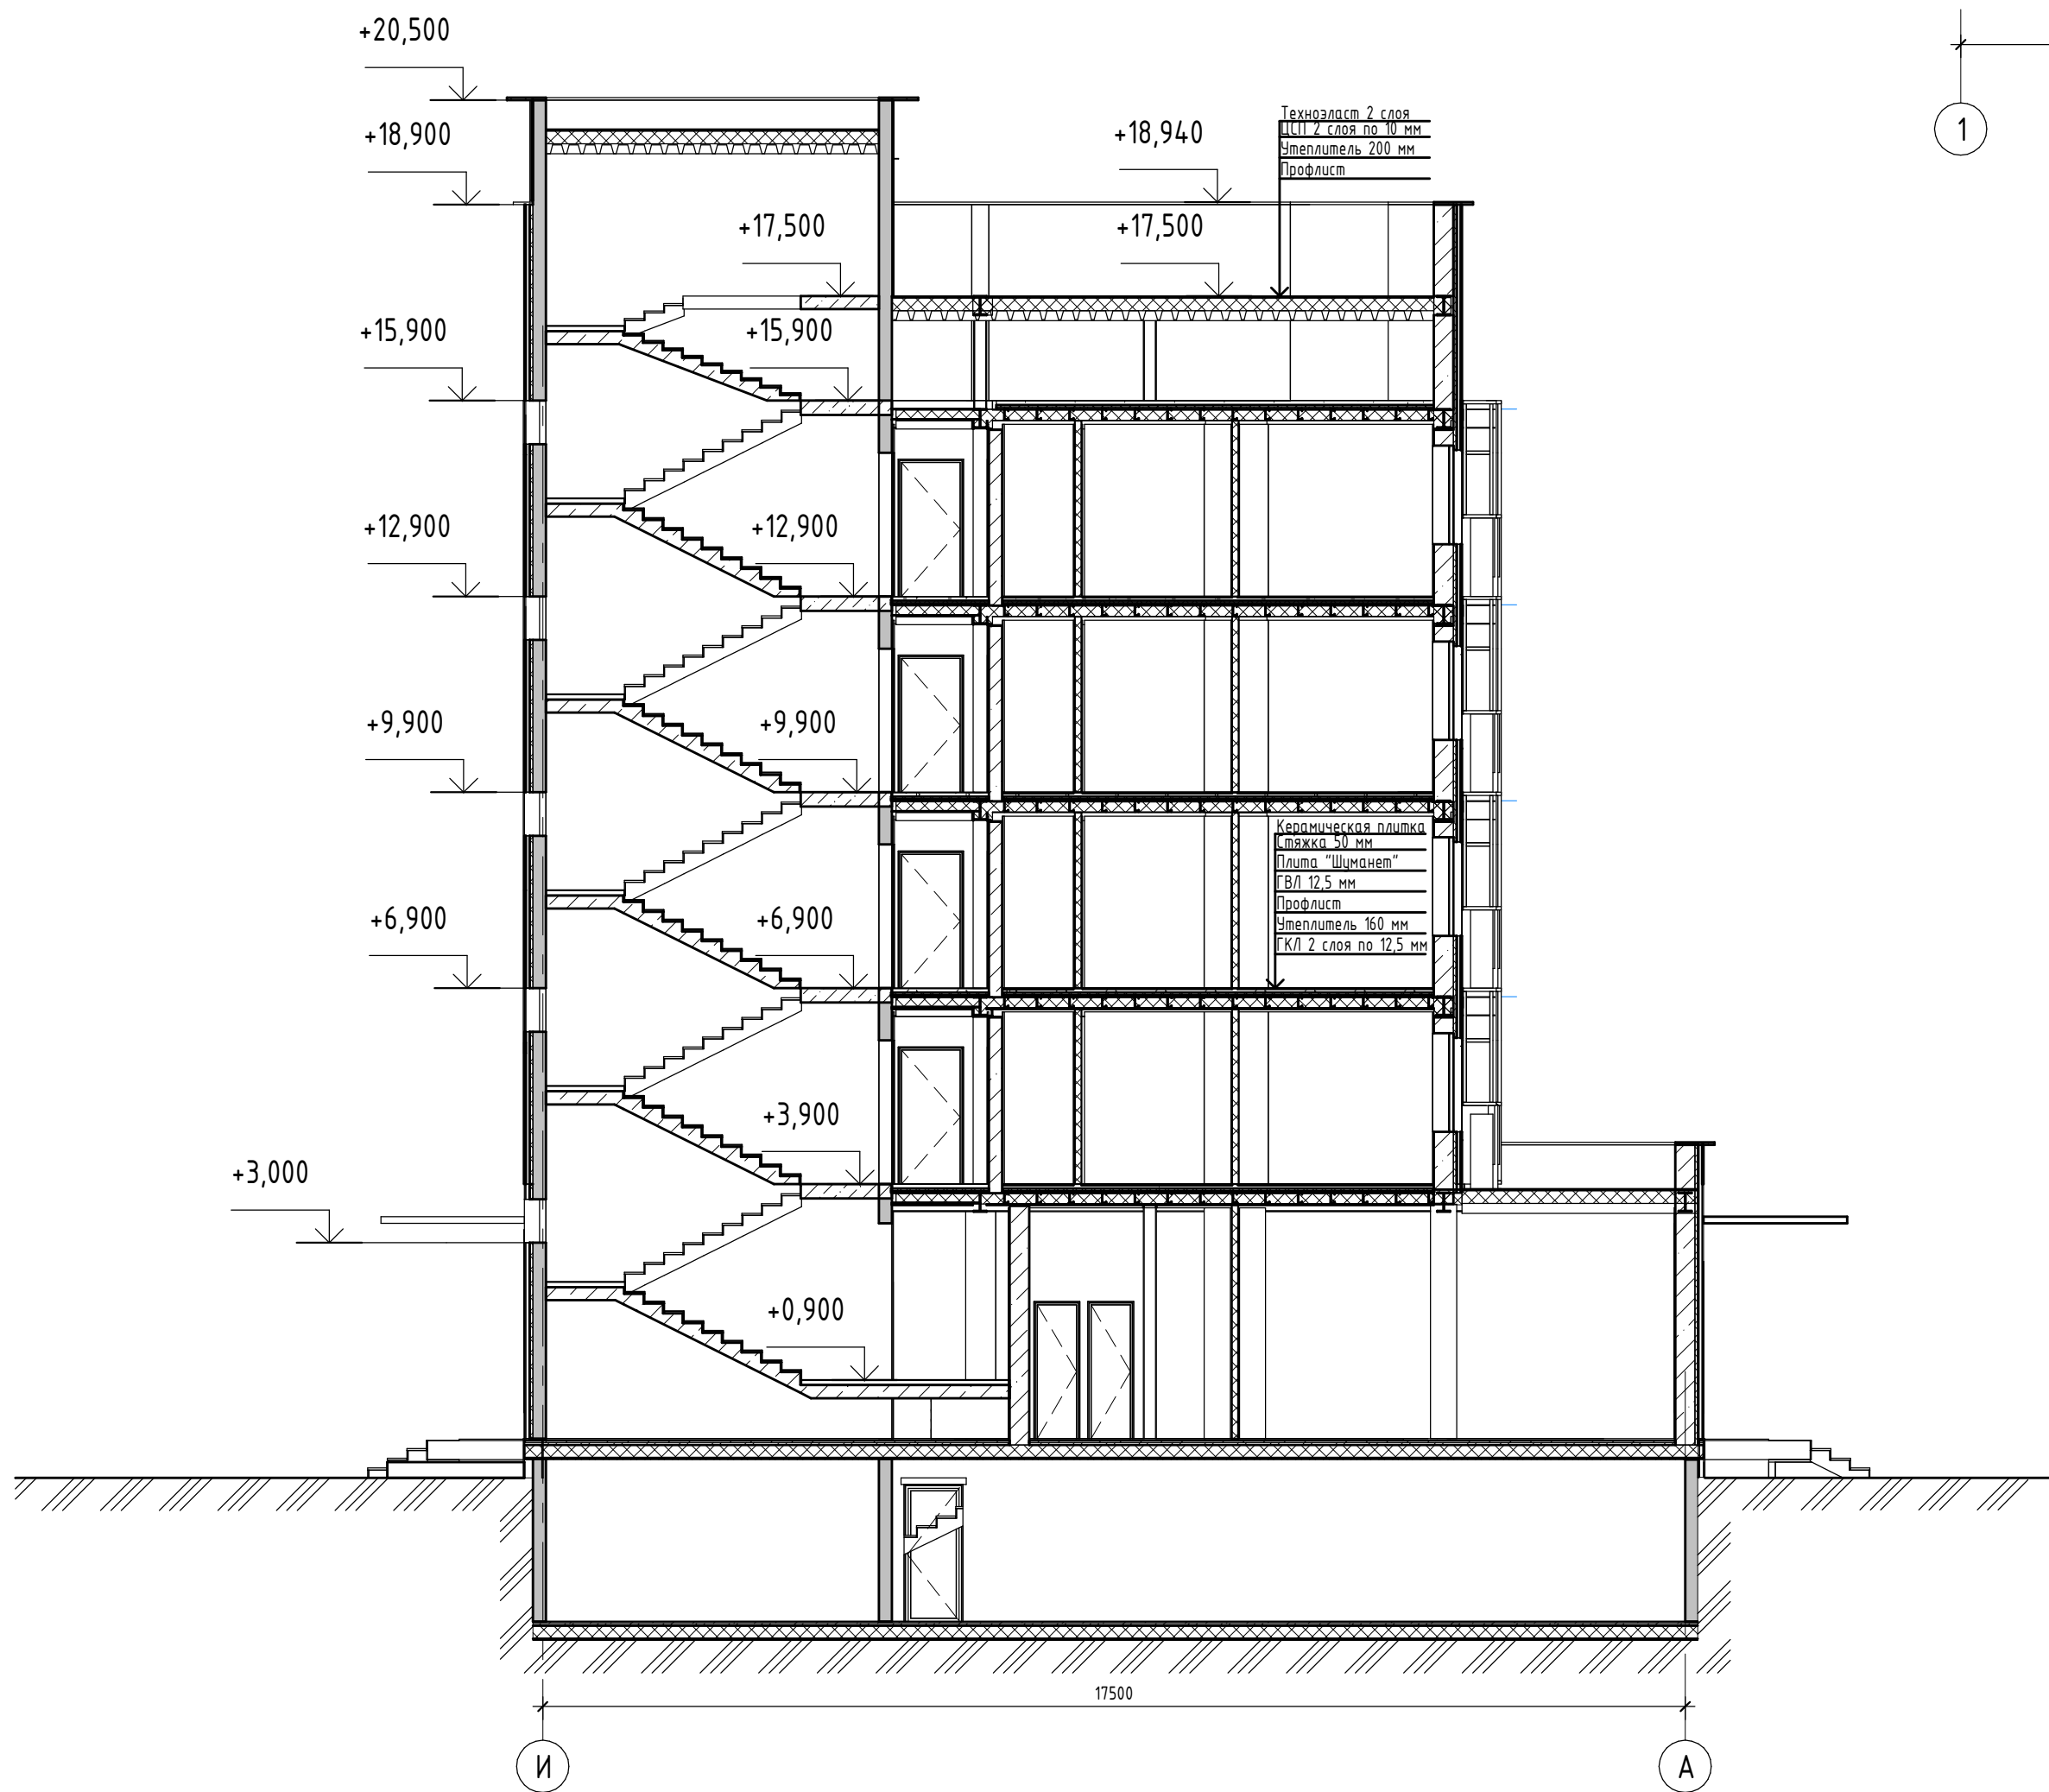 +20,500
1
Техноэласт 2 слоя
ЦСП 2 слоя по 10 мм
Утеплитель 200 мм
Профлист
+18,900
+18,940
+17,500
+17,500
+15,900
+15,900
+12,900
+12,900
+9,900
+9,900
Керамическая плитка
Стяжка 50 мм
Плита "Шуманет"
ГВЛ 12,5 мм
Профлист
Утеплитель 160 мм
ГКЛ 2 слоя по 12,5 мм
+6,900
+6,900
+3,900
+3,000
+0,900
17500
И
А